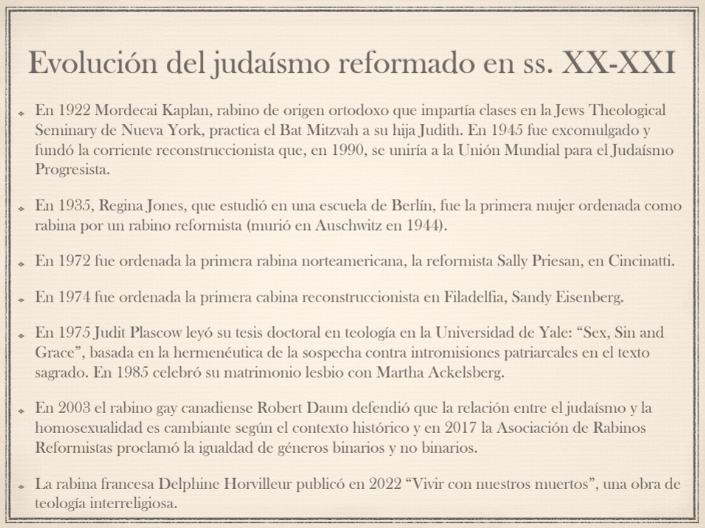 Evolución del judaísmo reformado en ss. XX-XXI
En 1922 Mordecai Kaplan, rabino de origen ortodoxo que impartía clases en la Jews Theological
Seminary de Nueva York, practica el Bat Mitzvah a su hija Judith. En 1945 fue excomulgado y
fundó la corriente reconstruccionista que, en 1990, se uniría a la Unión Mundial para el Judaísmo
Progresista.
En 1935, Regina Jones, que estudió en una escuela de Berlín, fue la primera mujer ordenada como
rabina por un rabino reformista (murió en Auschwitz en 1944).
En 1972 fue ordenada la primera rabina norteamericana, la reformista Sally Priesan, en Cincinatti.
En 1974 fue ordenada la primera cabina reconstruccionista en Filadelfia, Sandy Eisenberg.
En 1975 Judit Plascow leyó su tesis doctoral en teología en la Universidad de Yale: “Sex, Sin and
Grace”, basada en la hermenéutica de la sospecha contra intromisiones patriarcales en el texto
sagrado. En 1985 celebró su matrimonio lesbio con Martha Ackelsberg.
En 2003 el rabino gay canadiense Robert Daum defendió que la relación entre el judaísmo y la
homosexualidad es cambiante según el contexto histórico y en 2017 la Asociación de Rabinos
Reformistas proclamó la igualdad de géneros binarios y no binarios.
La rabina francesa Delphine Horvilleur publicó en 2022 “Vivir con nuestros muertos”, una obra de
teología interreligiosa.